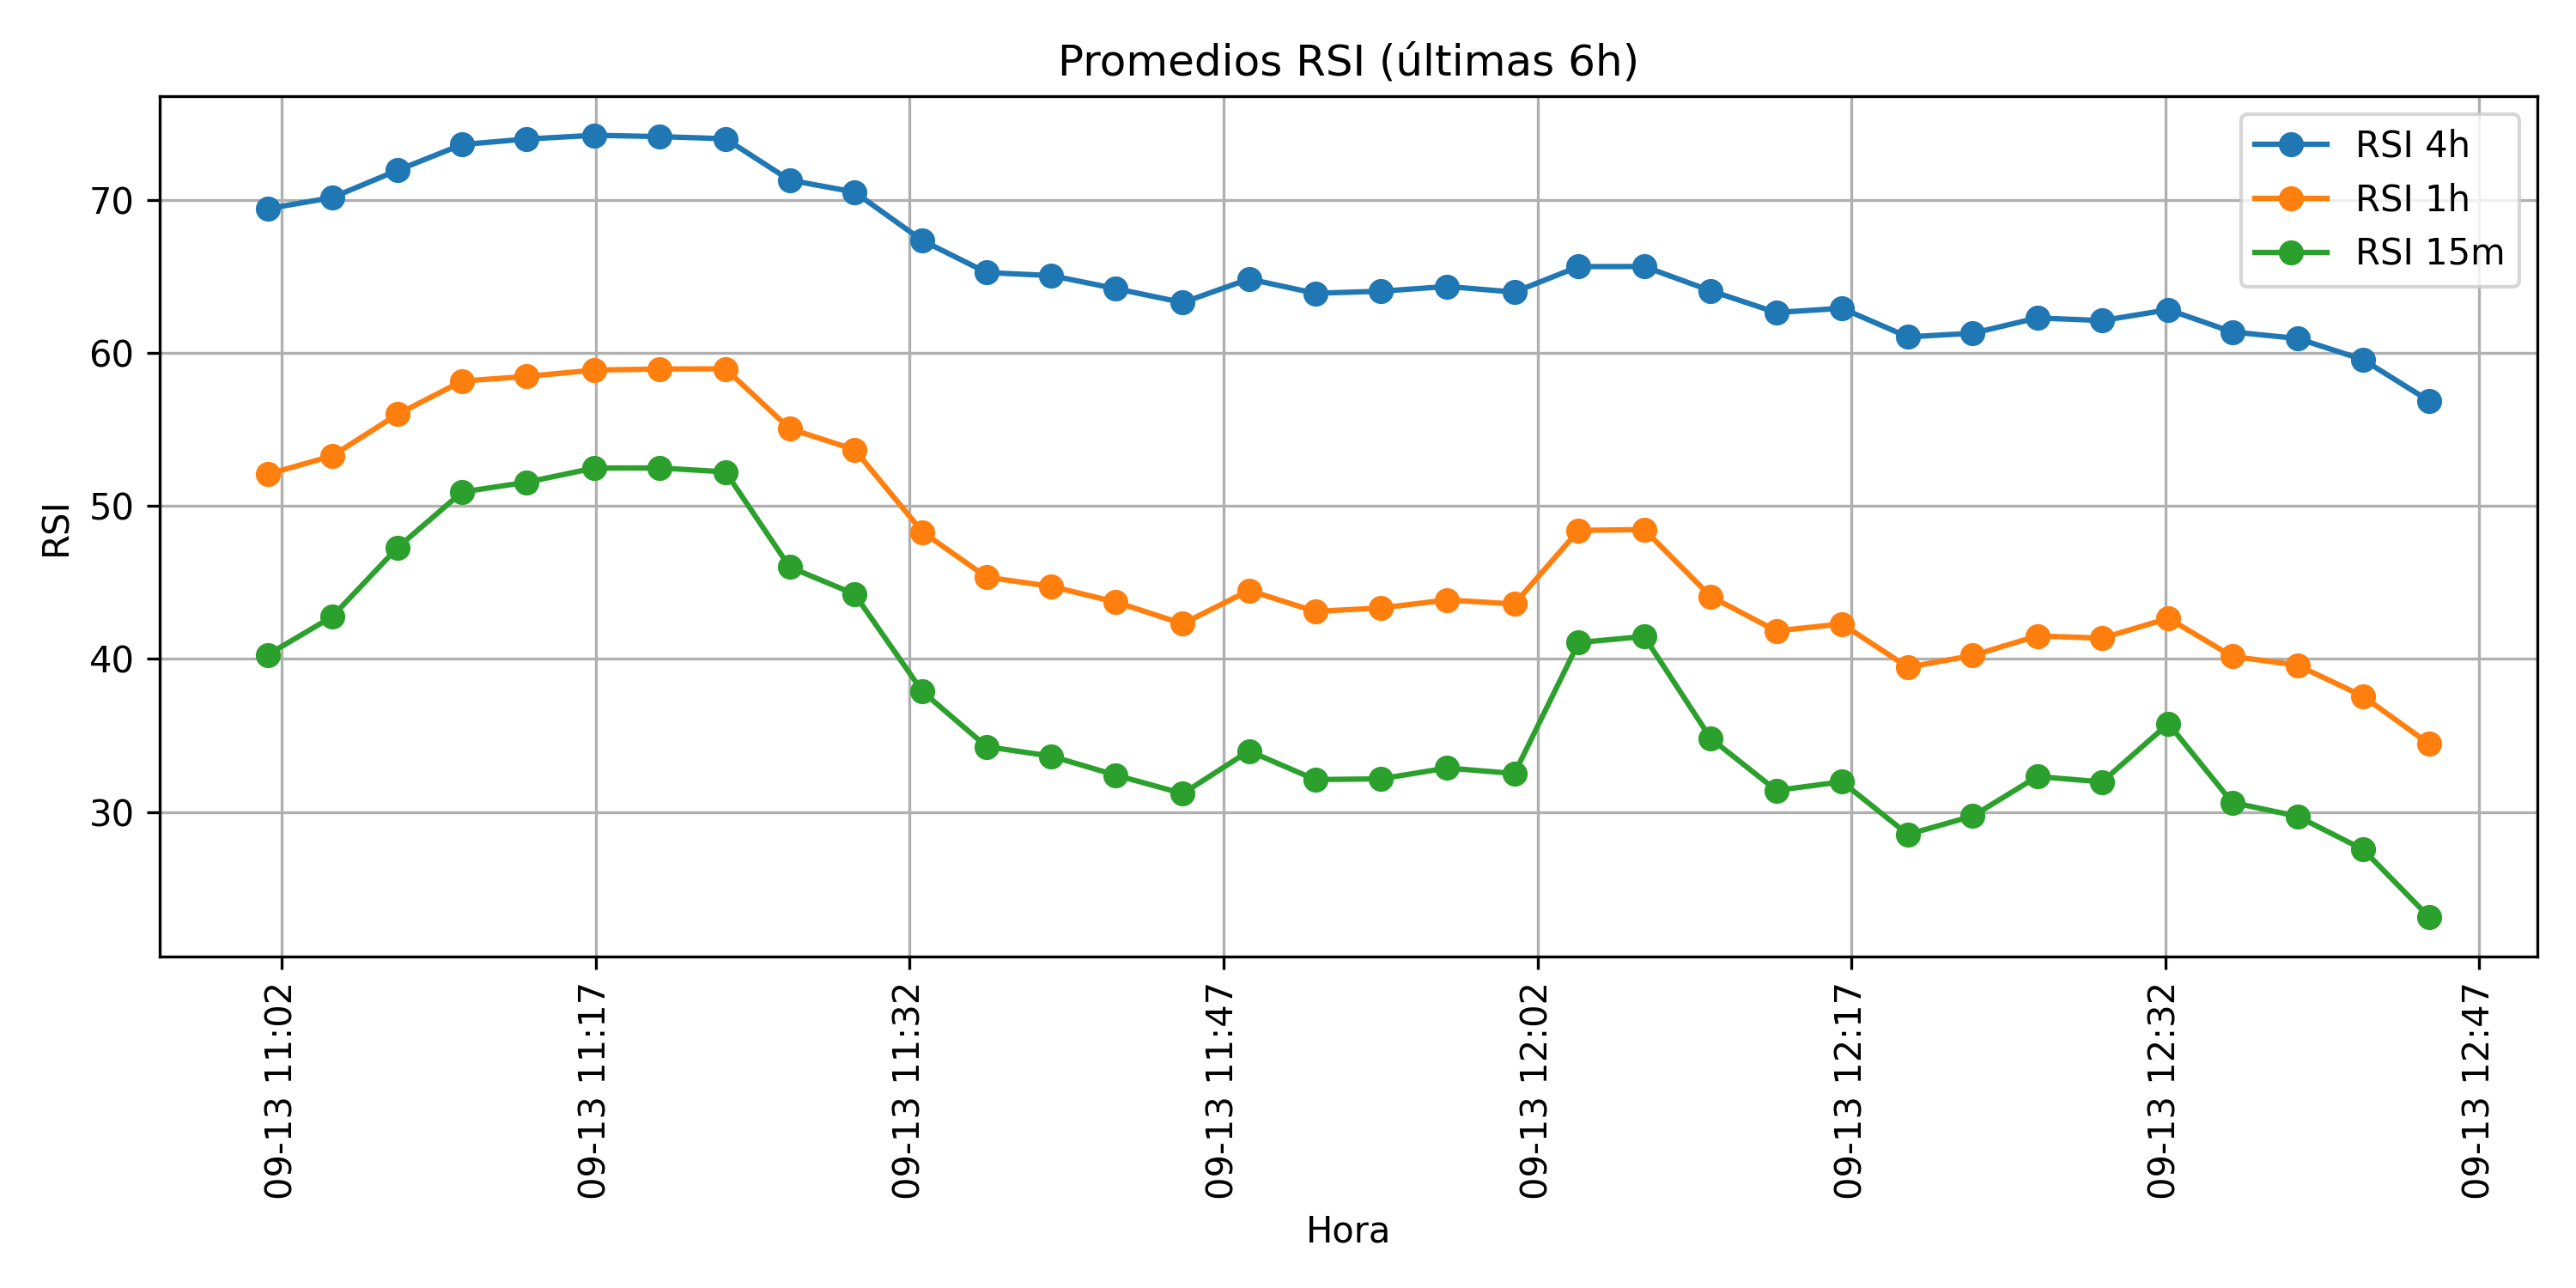 Promedios RSI (últimas 6h)
RSI 4h
RSI 1h
RSI 15m
70
60
50
40
30
RSI
09-13 11:02
09-13 11:17
09-13 11:32
09-13 11:47
09-13 12:02
09-13 12:17
09-13 12:32
09-13 12:47
Hora